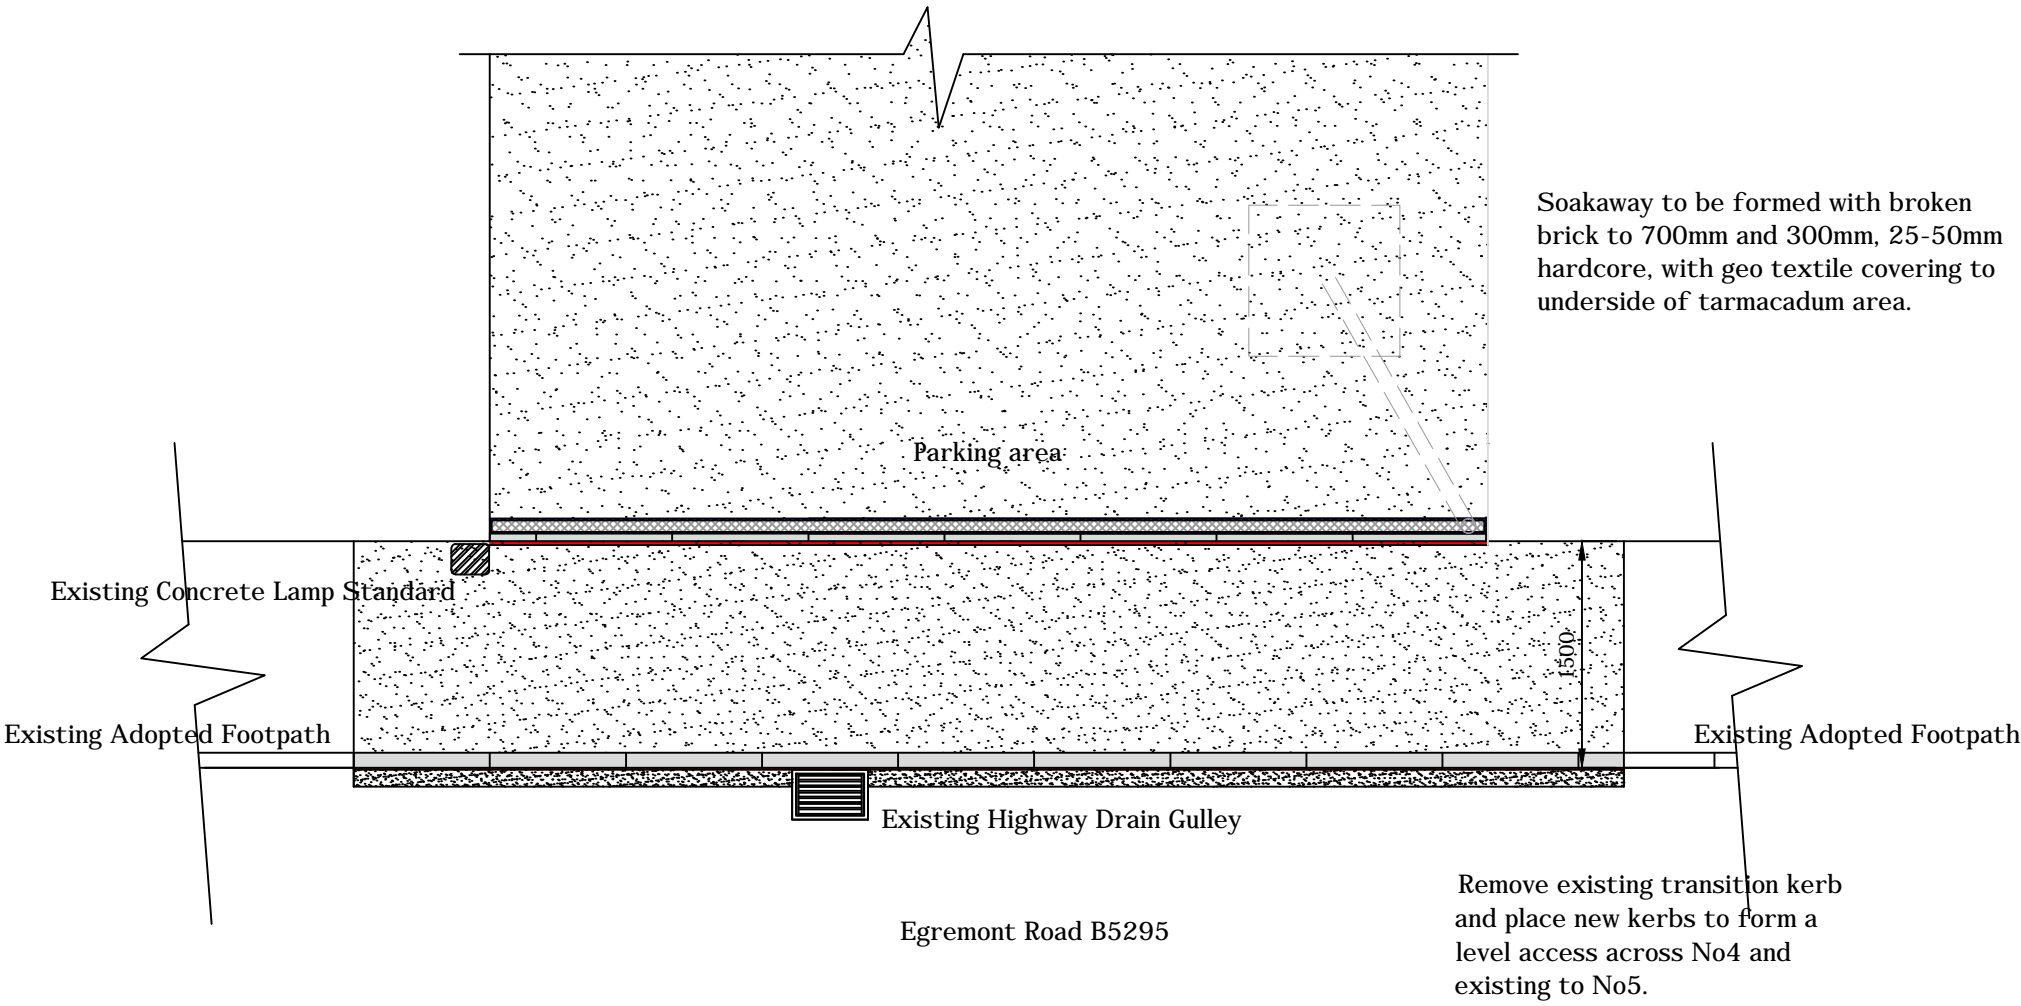 Soakaway to be formed with broken
brick to 700mm and 300mm, 25-50mm
hardcore, with geo textile covering to
underside of tarmacadum area.
Parking area
Existing Concrete Lamp Standard
1500
Existing Adopted Footpath
Existing Adopted Footpath
Existing Highway Drain Gulley
Remove existing transition kerb
and place new kerbs to form a
level access across No4 and
existing to No5.
Egremont Road B5295